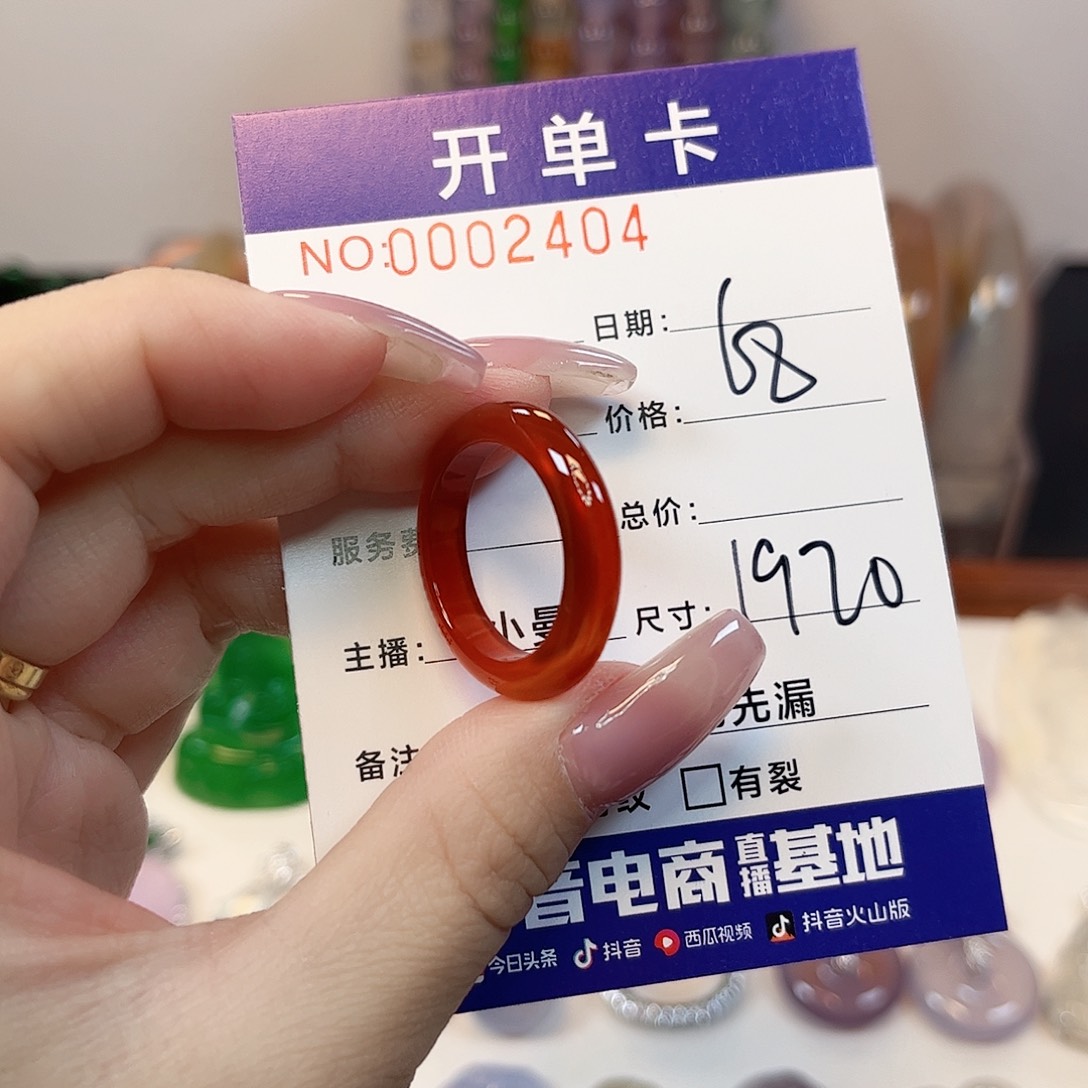 开单卡
NO:0002404
日期:
68
价格:
总价:
服务费
主播: 小曼
尺寸: 1920
先漏
备注
有裂
音电商直播基地
今日头条 抖音 西瓜视频 抖音火山版